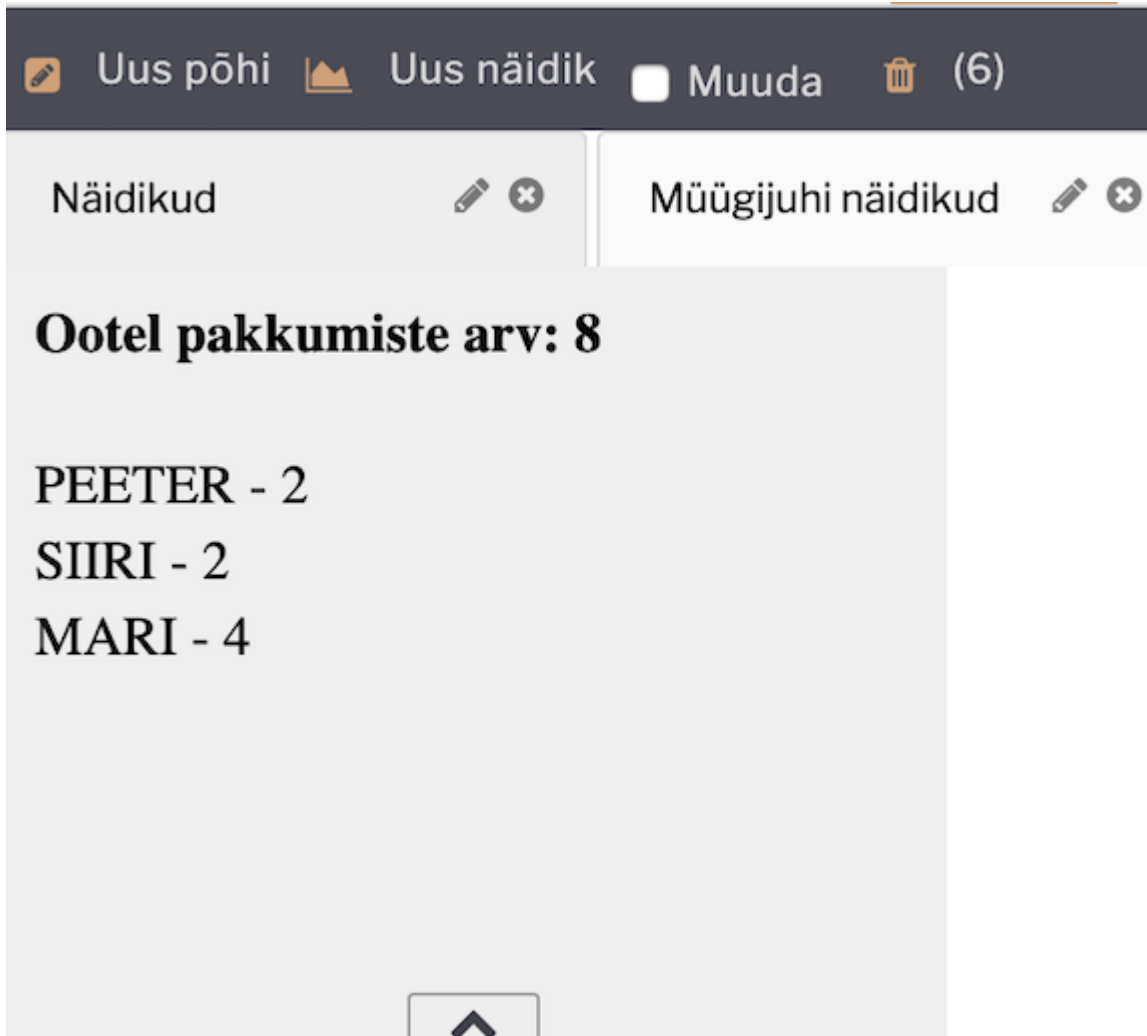 Uus põhi Uus näidik Muuda (6)
Näidikud Müügijuhi näidikud
Ootel pakkumiste arv: 8
PEETER - 2
SIIRI - 2
MARI - 4